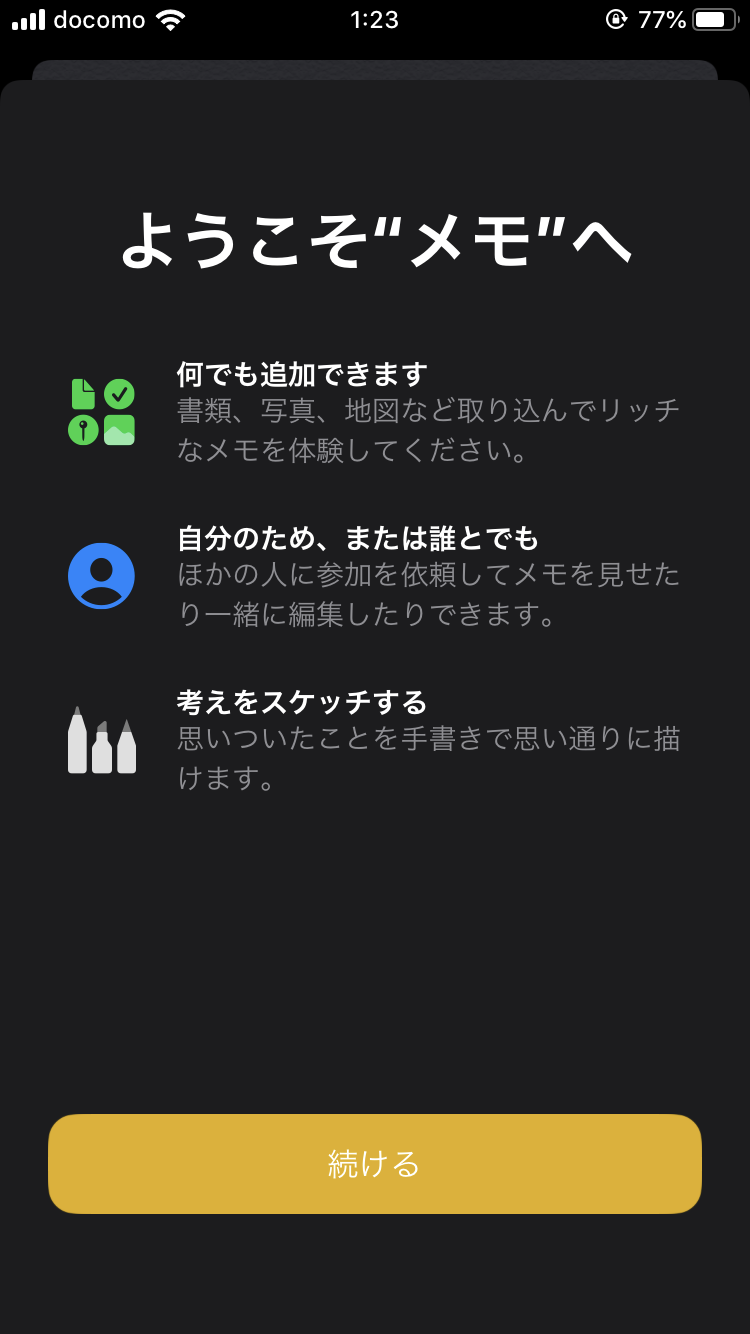 docomo 1:23 77%
ようこそ“メモ”へ
何でも追加できます
書類、写真、地図など取り込んでリッチ
なメモを体験してください。
自分のため、または誰とでも
ほかの人に参加を依頼してメモを見せた
り一緒に編集したりできます。
考えをスケッチする
思いついたことを手書きで思い通りに描
けます。
続ける